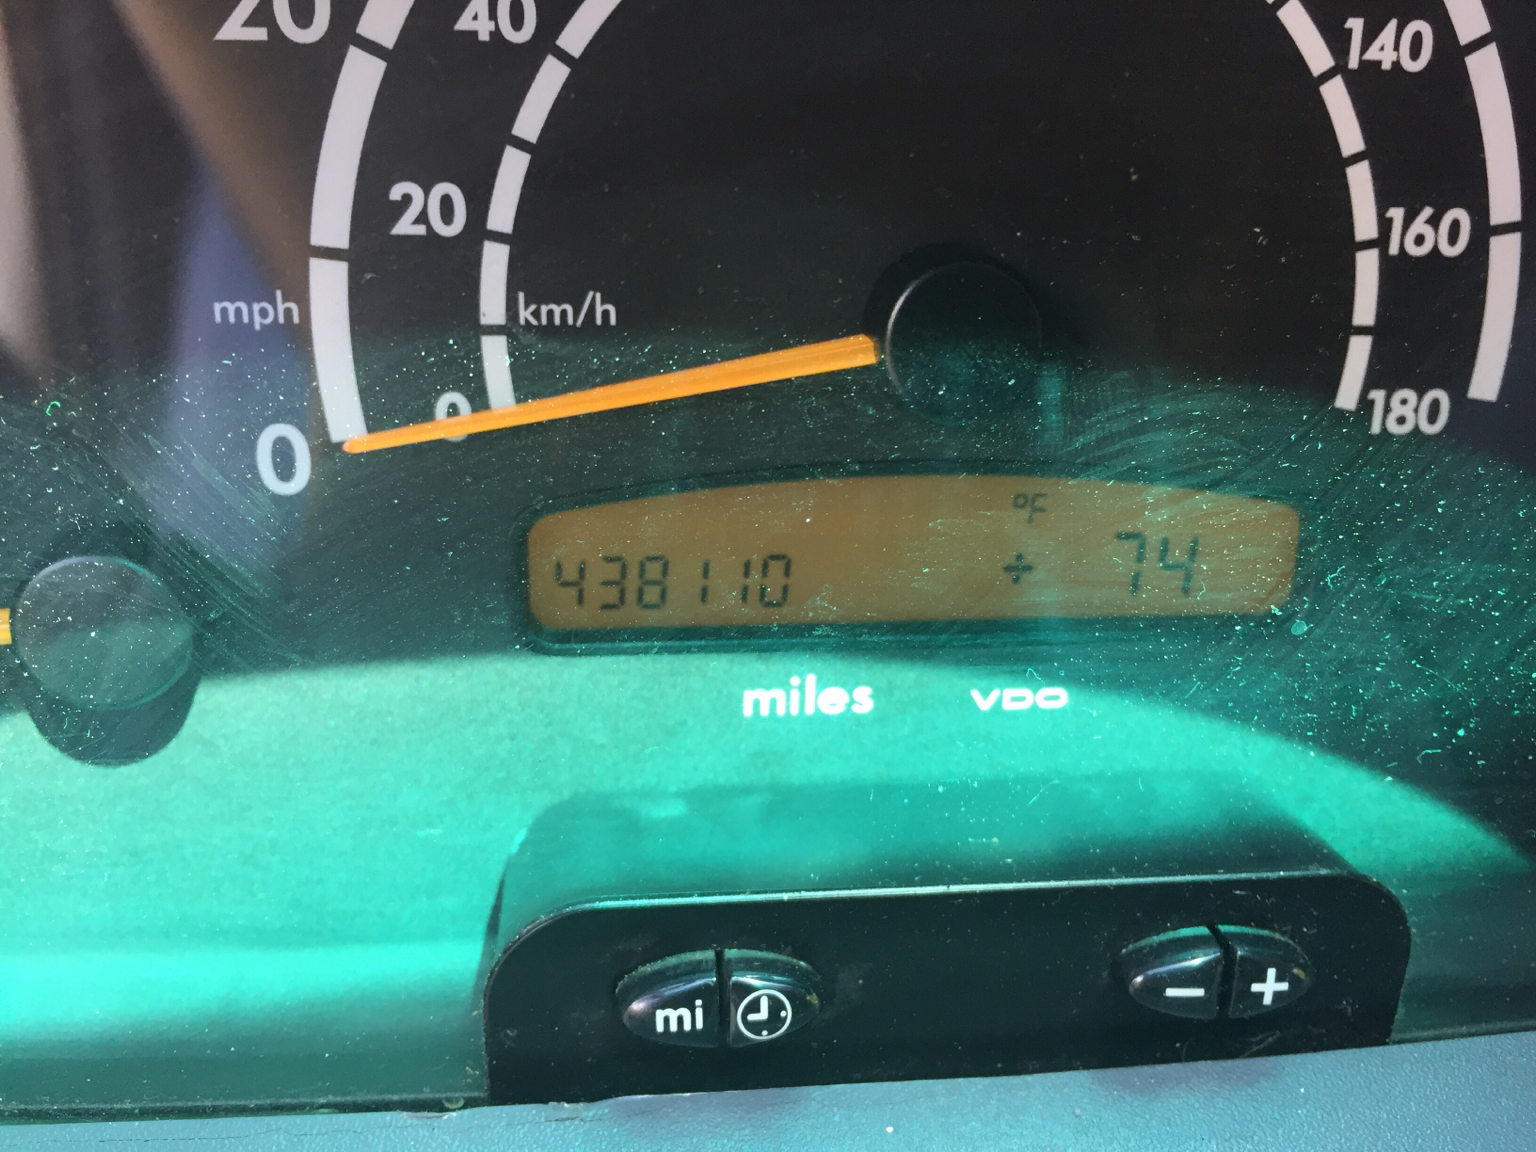 20 40 140
20 160
mph km/h
0 0 180
°F
438110 ÷ 74
miles VDO
mi - +